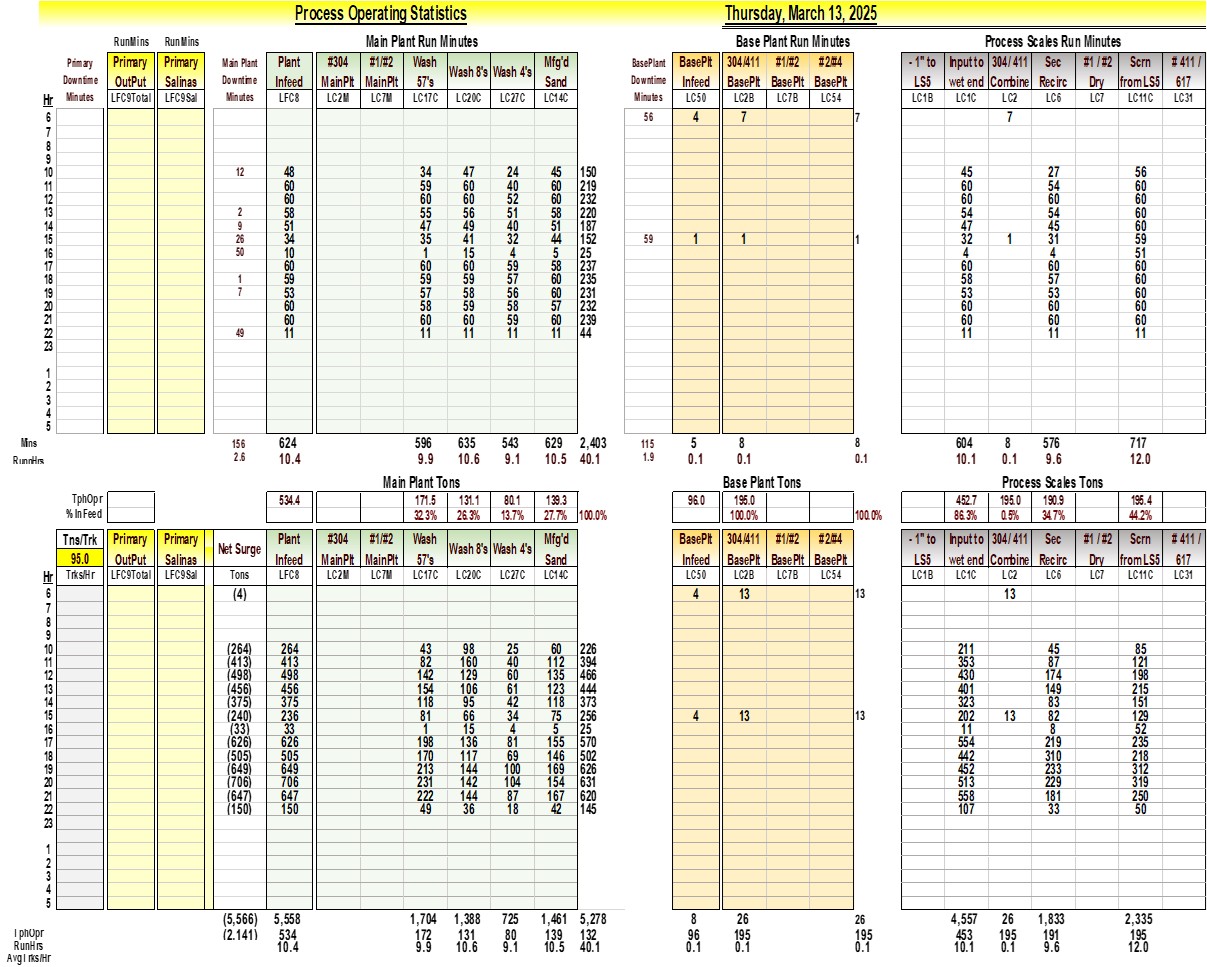 Process Operating Statistics Thursday, March 13, 2025
RunMins RunMins Main Plant Run Minutes Base Plant Run Minutes Process Scales Run Minutes
Primary Primary Primary Main Plant Plant #304 #1/#2 Wash Wash 8's Wash 4's Mfg'd BasePlant BasePlt 304/411 #1/#2 #2/#4 - 1" to Input to 304/411 Sec #1 / #2 Scrn # 411 /
Downtime OutPut Salinas Downtime Infeed MainPlt MainPlt 57's Sand Downtime Infeed BasePlt BasePlt BasePlt LS5 wet end Combine Recirc Dry from LS5 617
Hr Minutes LFC9Total LFC9Sal Minutes LFC8 LC2M LC7M LC17C LC20C LC27C LC14C Minutes LC50 LC2B LC7B LC54 LC1B LC1C LC2 LC6 LC7 LC11C LC31
6 56 4 7 7 7
7
8
9
10 12 48 34 47 24 45 150 45 27 56
11 60 59 60 40 60 219 60 54 60
12 60 60 60 52 60 232 60 60 60
13 2 58 55 56 51 58 220 54 54 60
14 9 51 47 49 40 51 187 47 45 60
15 26 34 35 41 32 44 152 59 1 1 1 32 1 31 59
16 50 10 1 15 4 5 25 4 4 51
17 60 60 60 59 58 237 60 60 60
18 1 59 59 59 57 60 235 58 57 60
19 7 53 57 58 56 60 231 53 53 60
20 60 58 59 58 57 232 60 60 60
21 60 60 60 59 60 239 60 60 60
22 49 11 11 11 11 11 44 11 11 11
23
1
2
3
4
5
Mins 156 624 596 635 543 629 2,403 115 5 8 8 604 8 576 717
RunnHrs 2.6 10.4 9.9 10.6 9.1 10.5 40.1 1.9 0.1 0.1 0.1 10.1 0.1 9.6 12.0
Main Plant Tons Base Plant Tons Process Scales Tons
TphOpr 534.4 171.5 131.1 80.1 139.3 96.0 195.0 452.7 195.0 190.9 195.4
% In Feed 32.3% 26.3% 13.7% 27.7% 100.0% 100.0% 100.0% 86.3% 0.5% 34.7% 44.2%
Tns/Trk Primary Primary Net Surge Plant #304 #1/#2 Wash Wash 8's Wash 4's Mfg'd BasePlt 304/411 #1/#2 #2/#4 - 1" to Input to 304/411 Sec #1 / #2 Scrn # 411 /
95.0 OutPut Salinas Infeed MainPlt MainPlt 57's Sand Infeed BasePlt BasePlt BasePlt LS5 wet end Combine Recirc Dry from LS5 617
Hr Trks/Hr LFC9Total LFC9Sal Tons LFC8 LC2M LC7M LC17C LC20C LC27C LC14C LC50 LC2B LC7B LC54 LC1B LC1C LC2 LC6 LC7 LC11C LC31
6 (4) 4 13 13 13
7
8
9
10 (264) 264 43 98 25 60 226 211 45 85
11 (413) 413 82 160 40 112 394 353 87 121
12 (498) 498 142 129 60 135 466 430 174 198
13 (456) 456 154 106 61 123 444 401 149 215
14 (375) 375 118 95 42 118 373 323 83 151
15 (240) 236 81 66 34 75 256 4 13 13 202 13 82 129
16 (33) 33 1 15 4 5 25 11 8 52
17 (626) 626 198 136 81 155 570 554 219 235
18 (505) 505 170 117 69 146 502 442 310 218
19 (649) 649 213 144 100 169 626 452 233 312
20 (706) 706 231 142 104 154 631 513 229 319
21 (647) 647 222 144 87 167 620 558 181 250
22 (150) 150 49 36 18 42 145 107 33 50
23
1
2
3
4
5
(5,566) 5,558 1,704 1,388 725 1,461 5,278 8 26 26 4,557 26 1,833 2,335
TphOpr (2,141) 534 172 131 80 139 132 96 195 195 453 195 191 195
RunHrs 10.4 9.9 10.6 9.1 10.5 40.1 0.1 0.1 0.1 10.1 0.1 9.6 12.0
AvgTrks/Hr